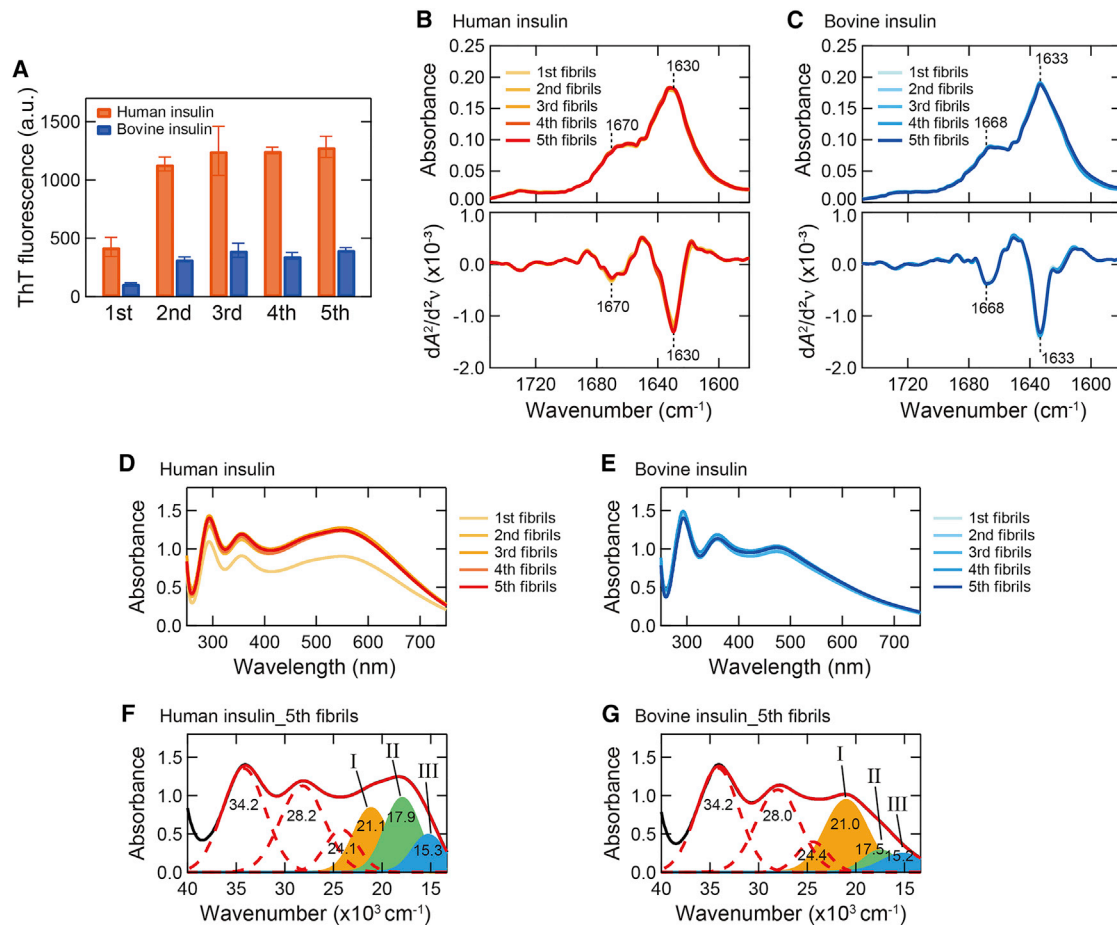 A
ThT fluorescence (a.u.)
Human insulin
Bovine insulin
1500
1000
500
0
1st 2nd 3rd 4th 5th
B Human insulin
Absorbance
0.25
0.20
0.15
0.10
0.05
0.00
1st fibrils
2nd fibrils
3rd fibrils
4th fibrils
5th fibrils
1630
1670
dA²/d²ν (x10⁻³)
1.0
0.0
-1.0
-2.0
1670
1630
1720 1680 1640 1600
Wavenumber (cm⁻¹)
C Bovine insulin
Absorbance
0.25
0.20
0.15
0.10
0.05
0.00
1st fibrils
2nd fibrils
3rd fibrils
4th fibrils
5th fibrils
1633
1668
dA²/d²ν (x10⁻³)
1.0
0.0
-1.0
-2.0
1668
1633
1720 1680 1640 1600
Wavenumber (cm⁻¹)
D Human insulin
Absorbance
1.5
1.0
0.5
0.0
300 400 500 600 700
Wavelength (nm)
1st fibrils
2nd fibrils
3rd fibrils
4th fibrils
5th fibrils
E Bovine insulin
Absorbance
1.5
1.0
0.5
0.0
300 400 500 600 700
Wavelength (nm)
1st fibrils
2nd fibrils
3rd fibrils
4th fibrils
5th fibrils
F Human insulin_5th fibrils
Absorbance
1.5
1.0
0.5
0.0
I
II
III
34.2
28.2
24.1
21.1
17.9
15.3
40 35 30 25 20 15
Wavenumber (x10³ cm⁻¹)
G Bovine insulin_5th fibrils
Absorbance
1.5
1.0
0.5
0.0
I
II
III
34.2
28.0
24.4
21.0
17.5
15.2
40 35 30 25 20 15
Wavenumber (x10³ cm⁻¹)